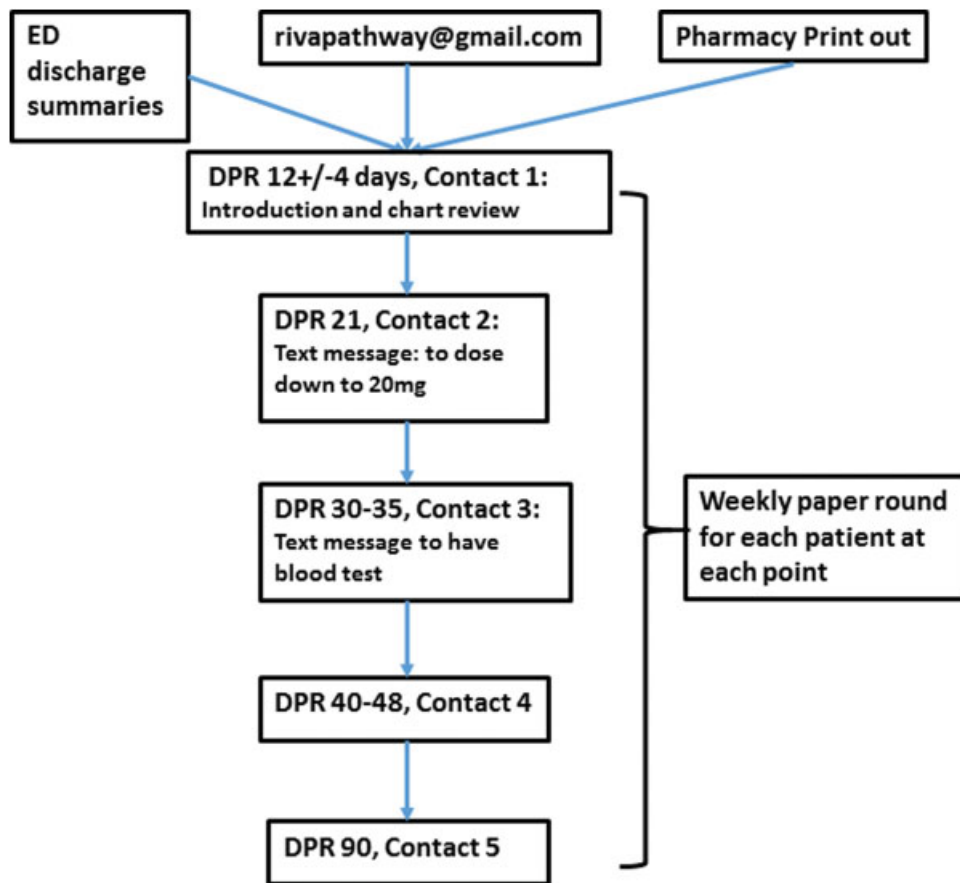 ED
discharge
summaries
rivapathway@gmail.com
Pharmacy Print out
DPR 12+/-4 days, Contact 1:
Introduction and chart review
DPR 21, Contact 2:
Text message: to dose
down to 20mg
DPR 30-35, Contact 3:
Text message to have
blood test
Weekly paper round
for each patient at
each point
DPR 40-48, Contact 4
DPR 90, Contact 5